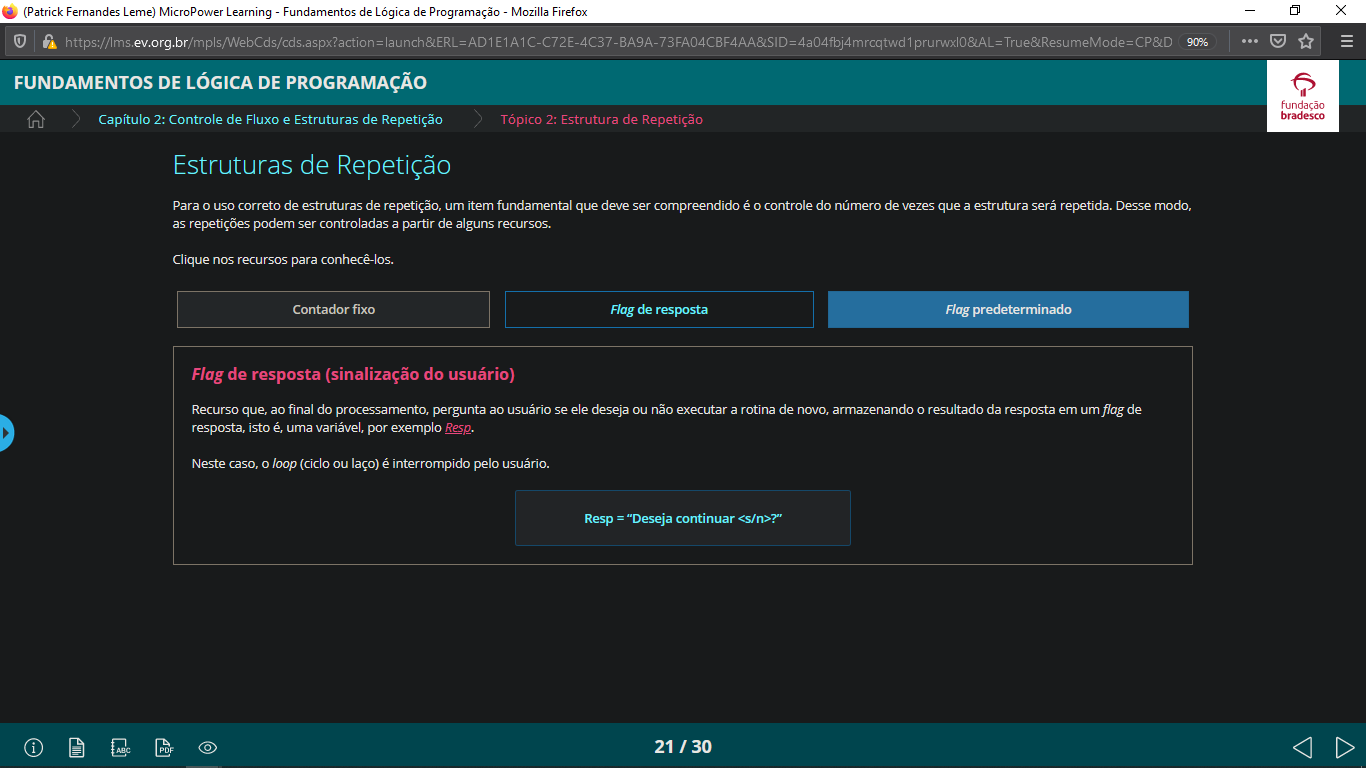 (Patrick Fernandes Leme) MicroPower Learning - Fundamentos de Lógica de Programação - Mozilla Firefox
https://lms.ev.org.br/mpls/WebCds/cds.aspx?action=launch&ERL=AD1E1A1C-C72E-4C37-BA9A-73FA04CBF4AA&SID=4a04fbj4mrcqtwd1prurwxl0&AL=True&ResumeMode=CP&D 90%
FUNDAMENTOS DE LÓGICA DE PROGRAMAÇÃO
fundação
bradesco
Capítulo 2: Controle de Fluxo e Estruturas de Repetição Tópico 2: Estrutura de Repetição
Estruturas de Repetição
Para o uso correto de estruturas de repetição, um item fundamental que deve ser compreendido é o controle do número de vezes que a estrutura será repetida. Desse modo,
as repetições podem ser controladas a partir de alguns recursos.
Clique nos recursos para conhecê-los.
Contador fixo Flag de resposta Flag predeterminado
Flag de resposta (sinalização do usuário)
Recurso que, ao final do processamento, pergunta ao usuário se ele deseja ou não executar a rotina de novo, armazenando o resultado da resposta em um flag de
resposta, isto é, uma variável, por exemplo Resp.
Neste caso, o loop (ciclo ou laço) é interrompido pelo usuário.
Resp = “Deseja continuar <s/n>?”
ABC PDF 21 / 30